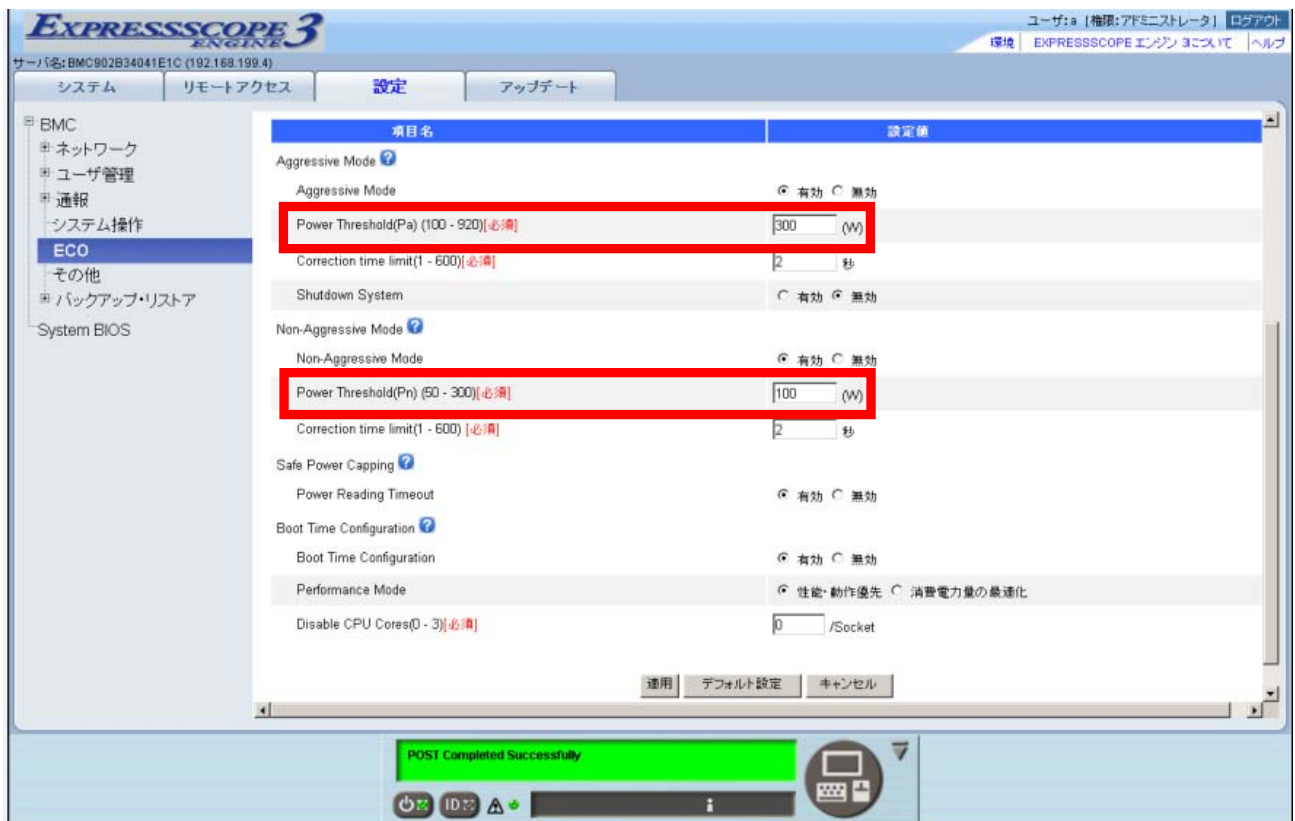 EXPRESSSCOPE 3
ENGINE
ユーザ:a [権限:アドミニストレータ] ログアウト
環境 EXPRESSSCOPE エンジン 3について ヘルプ
サーバ名:BMC902B34041E1C (192.168.199.4)
システム リモートアクセス 設定 アップデート
BMC
ネットワーク
ユーザ管理
通報
システム操作
ECO
その他
バックアップ・リストア
System BIOS
項目名 設定値
Aggressive Mode ?
Aggressive Mode 有効 無効
Power Threshold(Pa) (100 - 920)[必須] 300 (W)
Correction time limit(1 - 600)[必須] 2 秒
Shutdown System 有効 無効
Non-Aggressive Mode ?
Non-Aggressive Mode 有効 無効
Power Threshold(Pn) (50 - 300)[必須] 100 (W)
Correction time limit(1 - 600) [必須] 2 秒
Safe Power Capping ?
Power Reading Timeout 有効 無効
Boot Time Configuration ?
Boot Time Configuration 有効 無効
Performance Mode 性能・動作優先 消費電力量の最適化
Disable CPU Cores(0 - 3)[必須] 0 /Socket
適用 デフォルト設定 キャンセル
POST Completed Successfully
ID